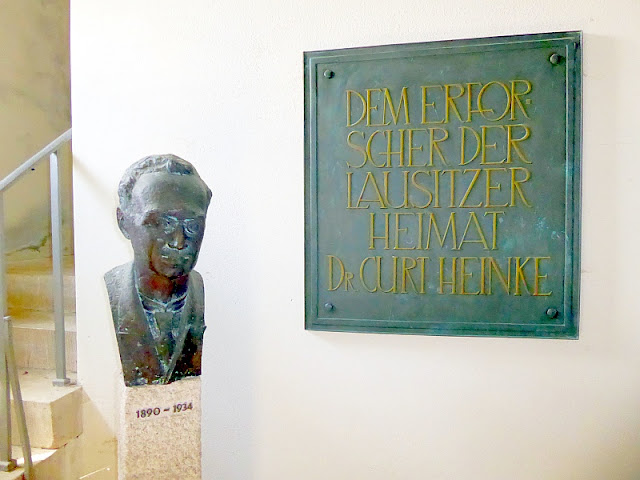 DEM ERFOR-
SCHER DER
LAUSITZER
HEIMAT
DR CURT HEINKE
1890 – 1934